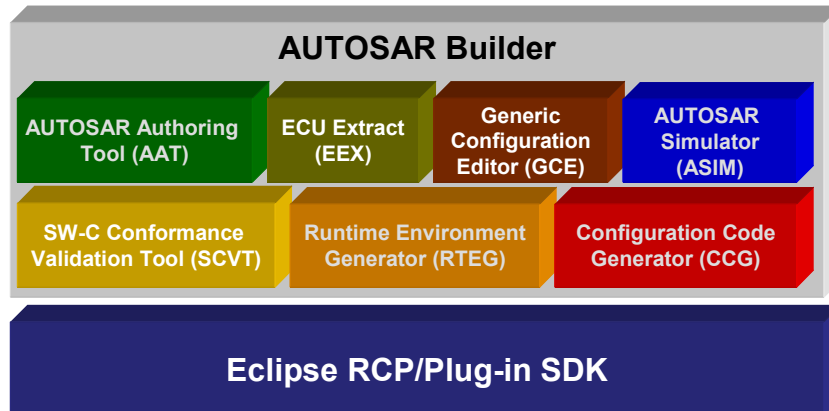 AUTOSAR Builder
AUTOSAR Authoring
Tool (AAT)
ECU Extract
(EEX)
Generic
Configuration
Editor (GCE)
AUTOSAR
Simulator
(ASIM)
SW-C Conformance
Validation Tool (SCVT)
Runtime Environment
Generator (RTEG)
Configuration Code
Generator (CCG)
Eclipse RCP/Plug-in SDK